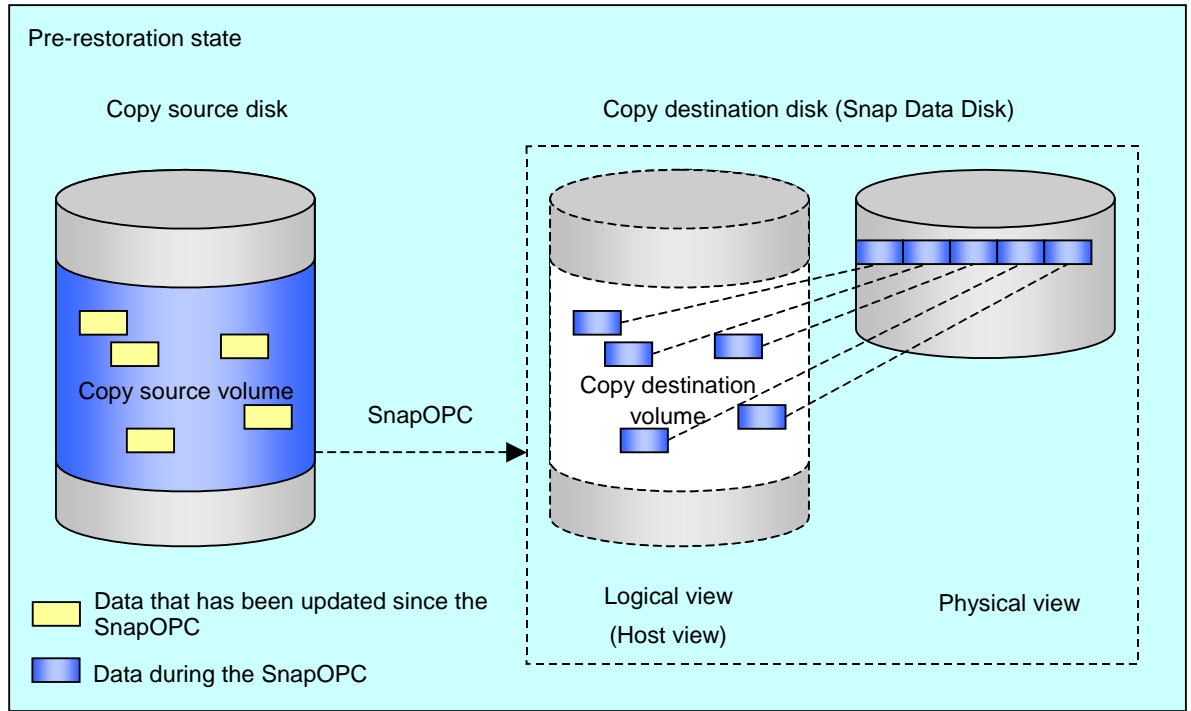 Pre-restoration state
Copy source disk
Copy destination disk (Snap Data Disk)
Copy source volume
SnapOPC
Copy destination
volume
Data that has been updated since the
SnapOPC
Data during the SnapOPC
Logical view
(Host view)
Physical view